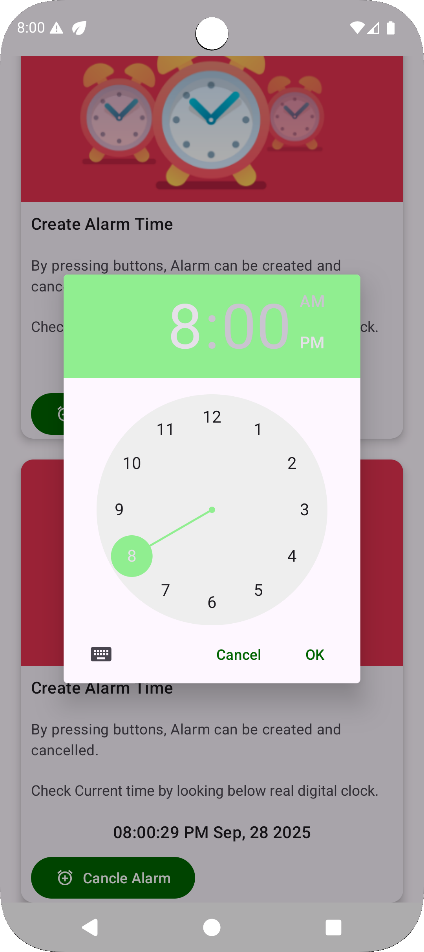 8:00
Create Alarm Time
By pressing buttons, Alarm can be created and
canc
Chec
ck.
8:00
AM
PM
12
11
1
10
2
9
3
8
4
7
5
6
Cancel
OK
Create Alarm Time
By pressing buttons, Alarm can be created and
cancelled.
Check Current time by looking below real digital clock.
08:00:29 PM Sep, 28 2025
Cancle Alarm